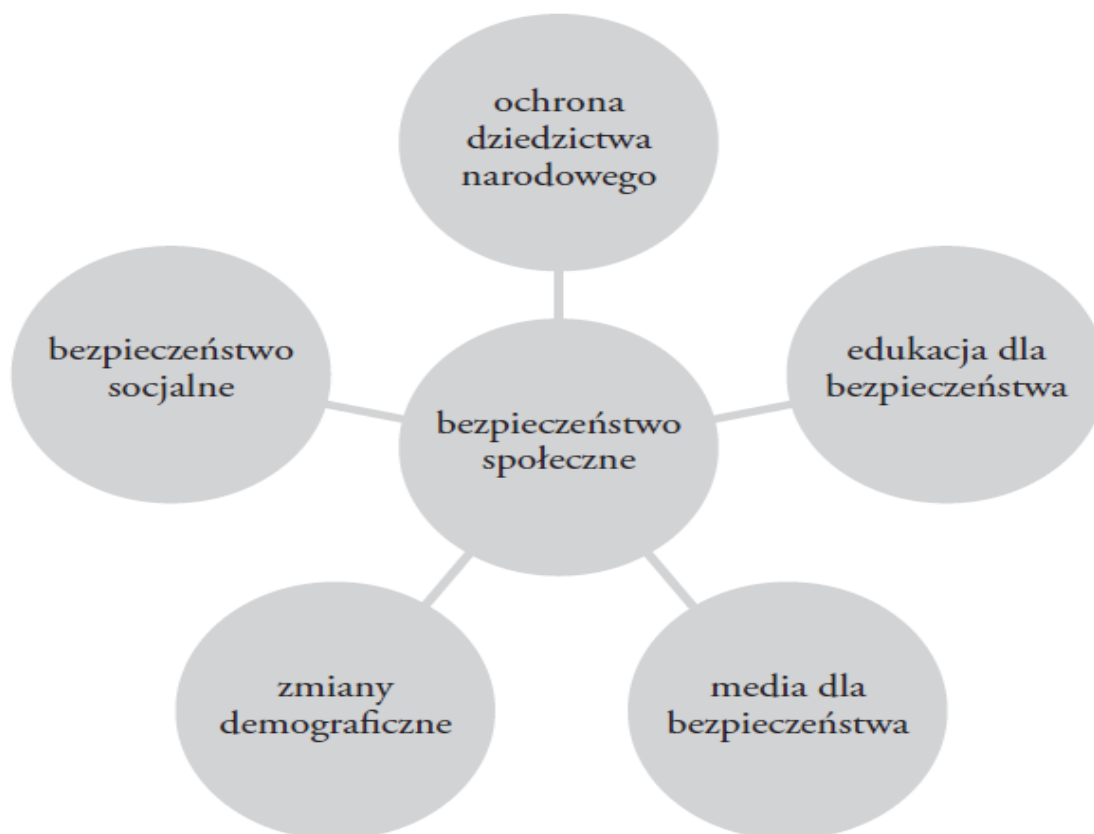 ochrona
dziedzictwa
narodowego
bezpieczeństwo
socjalne
edukacja dla
bezpieczeństwa
bezpieczeństwo
społeczne
zmiany
demograficzne
media dla
bezpieczeństwa